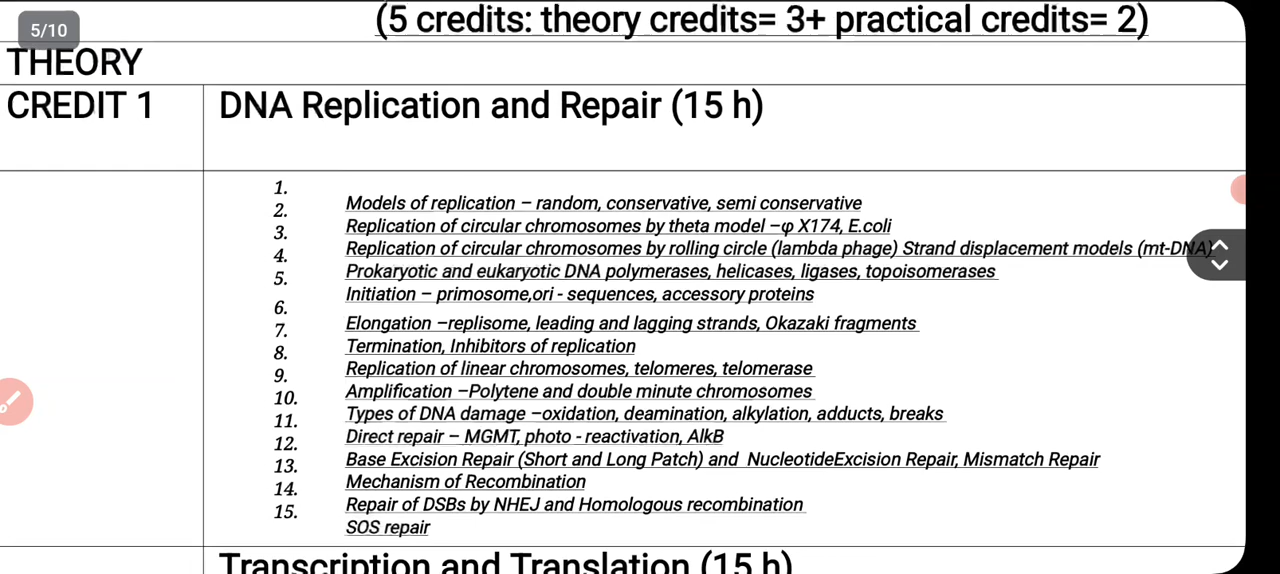 5/10
(5 credits: theory credits= 3+ practical credits= 2)
THEORY
CREDIT 1 DNA Replication and Repair (15 h)
1. Models of replication – random, conservative, semi conservative
2. Replication of circular chromosomes by theta model –φ X174, E.coli
3. Replication of circular chromosomes by rolling circle (lambda phage) Strand displacement models (mt-DNA)
4. Prokaryotic and eukaryotic DNA polymerases, helicases, ligases, topoisomerases
5. Initiation – primosome,ori - sequences, accessory proteins
6. Elongation –replisome, leading and lagging strands, Okazaki fragments
7. Termination, Inhibitors of replication
8. Replication of linear chromosomes, telomeres, telomerase
9. Amplification –Polytene and double minute chromosomes
10. Types of DNA damage –oxidation, deamination, alkylation, adducts, breaks
11. Direct repair – MGMT, photo - reactivation, AlkB
12. Base Excision Repair (Short and Long Patch) and NucleotideExcision Repair, Mismatch Repair
13. Mechanism of Recombination
14. Repair of DSBs by NHEJ and Homologous recombination
15. SOS repair
Transcription and Translation (15 h)